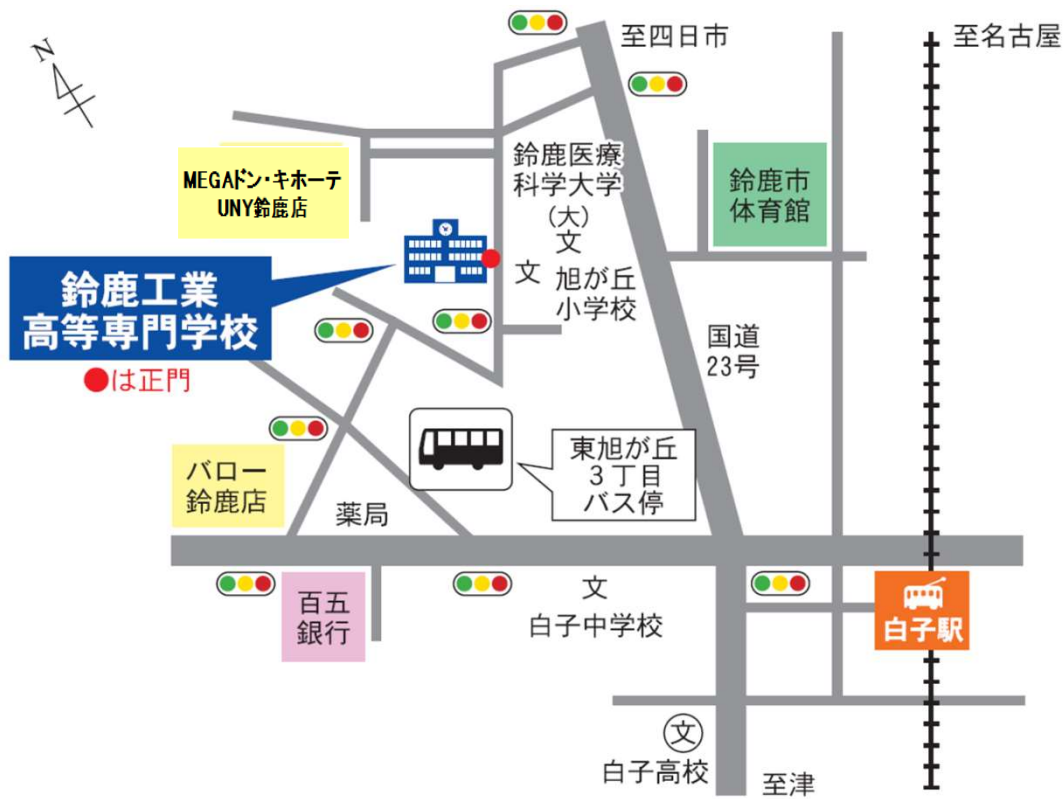 至四日市
至名古屋
N
MEGAドン・キホーテ
UNY鈴鹿店
鈴鹿医療
科学大学
(大)
文
鈴鹿市
体育館
鈴鹿工業
高等専門学校
●は正門
文
旭が丘
小学校
国道
23号
バロー
鈴鹿店
薬局
東旭が丘
3丁目
バス停
百五
銀行
文
白子中学校
白子駅
文
白子高校
至津